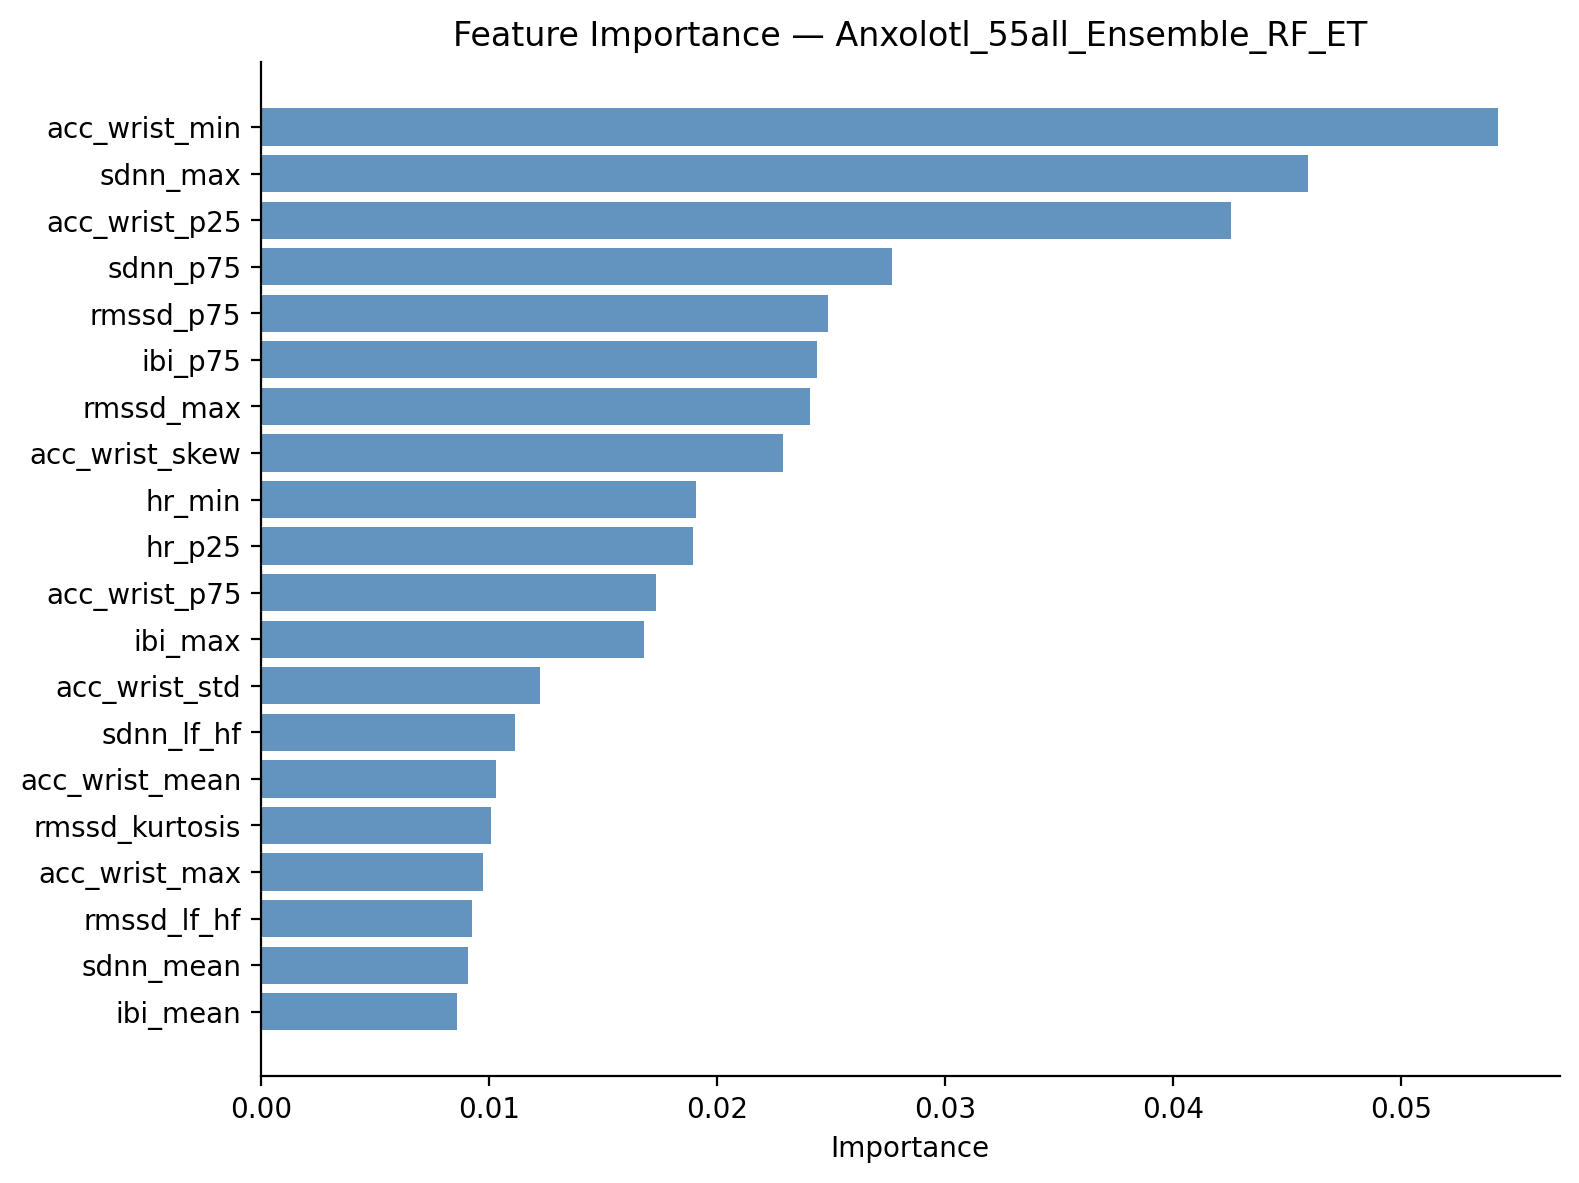 Feature Importance — Anxolotl_55all_Ensemble_RF_ET
acc_wrist_min
sdnn_max
acc_wrist_p25
sdnn_p75
rmssd_p75
ibi_p75
rmssd_max
acc_wrist_skew
hr_min
hr_p25
acc_wrist_p75
ibi_max
acc_wrist_std
sdnn_lf_hf
acc_wrist_mean
rmssd_kurtosis
acc_wrist_max
rmssd_lf_hf
sdnn_mean
ibi_mean
0.00 0.01 0.02 0.03 0.04 0.05
Importance